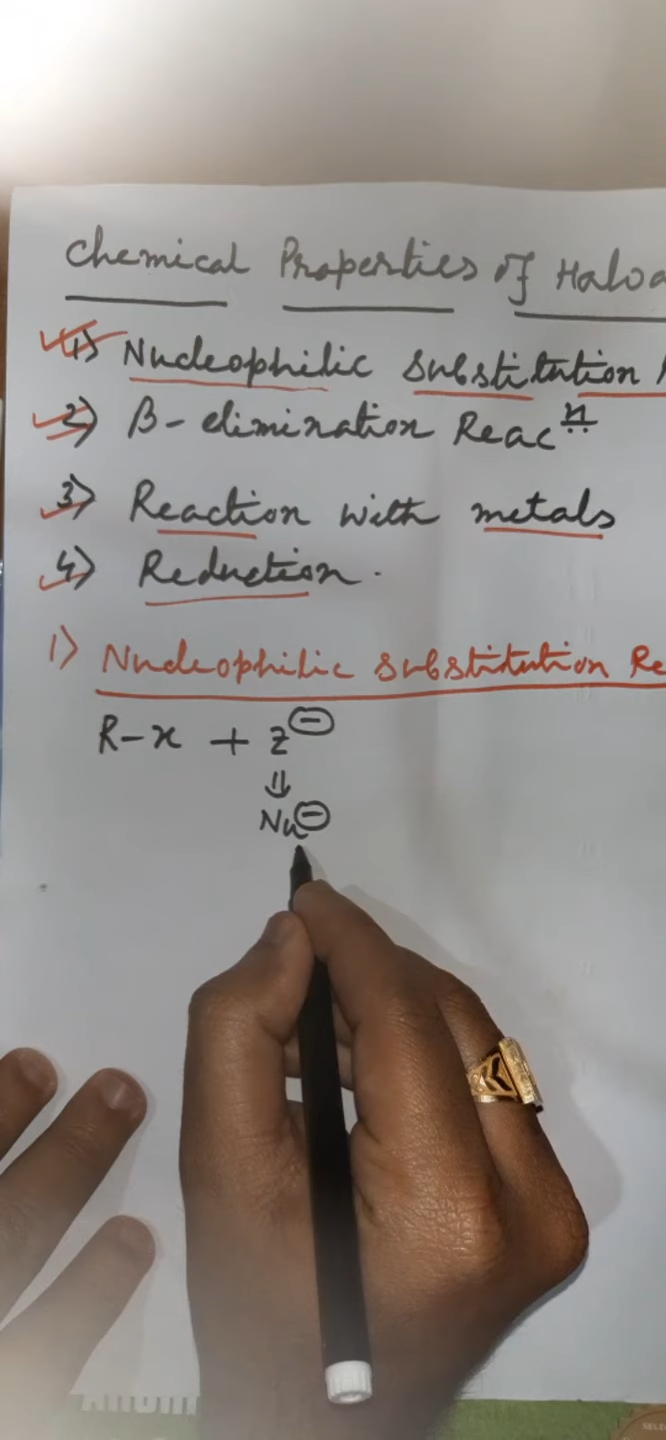 Chemical Properties of Haloa
1) Nucleophilic Substitution R
2) β-elimination Reac n
3) Reaction with metals
4) Reduction.
1) Nucleophilic substitution Re
R-x + z⊖
⇓
Nu⊖